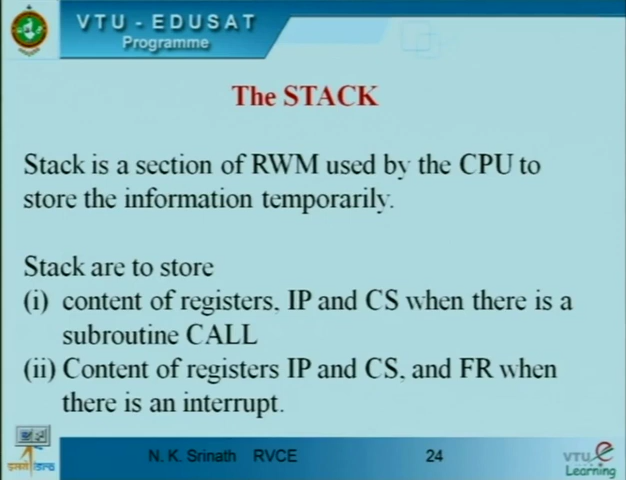 VTU - EDUSAT
Programme
The STACK
Stack is a section of RWM used by the CPU to
store the information temporarily.
Stack are to store
(i) content of registers, IP and CS when there is a
subroutine CALL
(ii) Content of registers IP and CS, and FR when
there is an interrupt.
N. K. Srinath RVCE 24
VTU e
Learning